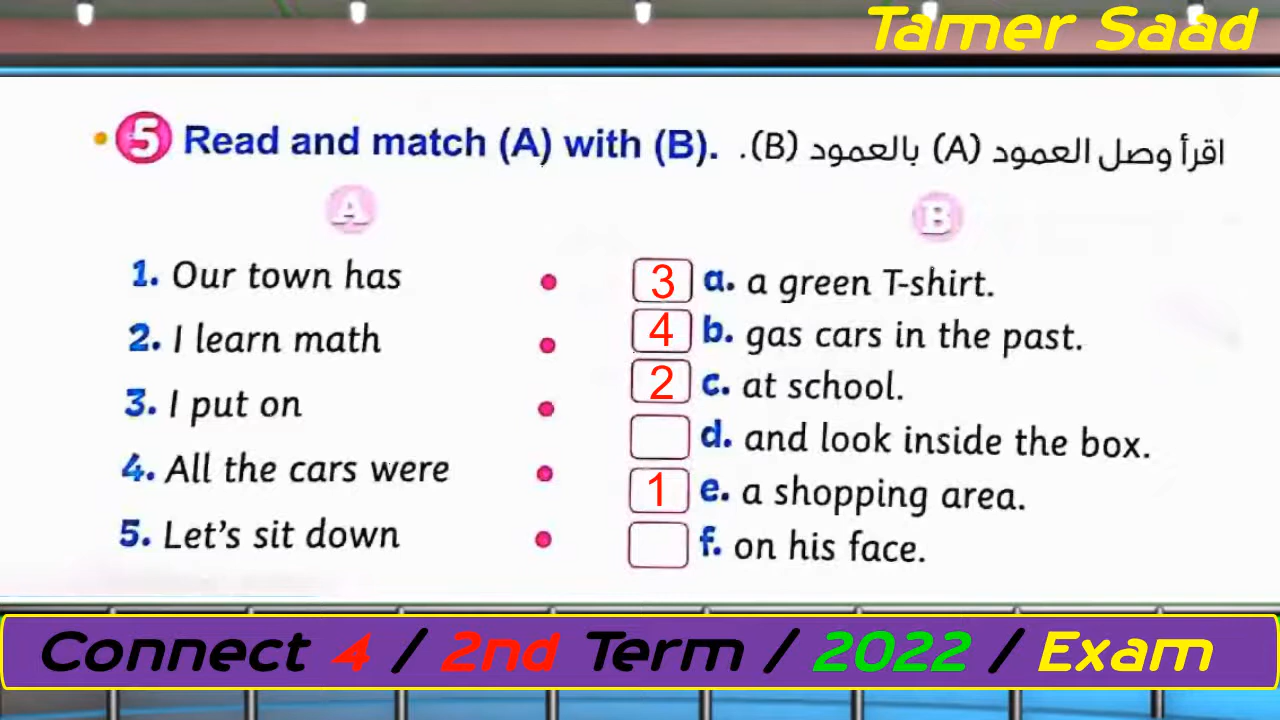 Tamer Saad
5 Read and match (A) with (B). اقرأ وصل العمود (A) بالعمود (B).
A B
1. Our town has 3 a. a green T-shirt.
2. I learn math 4 b. gas cars in the past.
3. I put on 2 c. at school.
4. All the cars were d. and look inside the box.
5. Let's sit down 1 e. a shopping area.
f. on his face.
Connect 4 / 2nd Term / 2022 / Exam